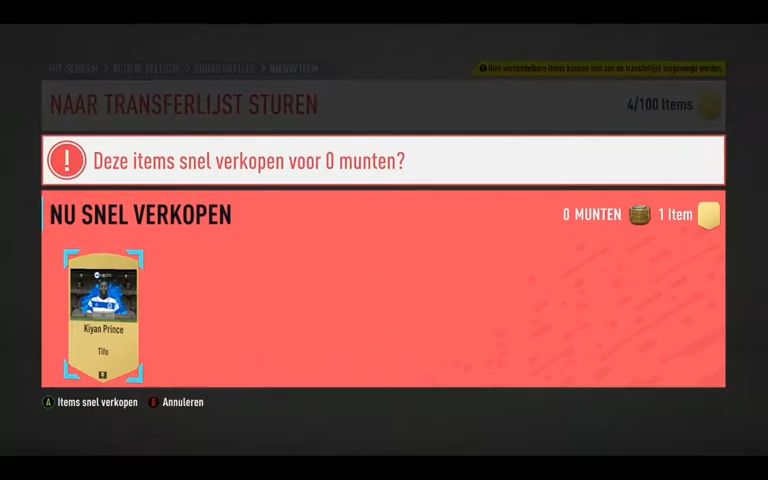 FUT-SCHERM > ACTIEVE SELECTIE > SQUAD BATTLES > NIEUW ITEM
Niet-verhandelbare items kunnen niet aan de transferlijst toegevoegd worden.
NAAR TRANSFERLIJST STUREN
4/100 Items
! Deze items snel verkopen voor 0 munten?
NU SNEL VERKOPEN
0 MUNTEN 1 Item
Kiyan Prince
Tifo
A Items snel verkopen B Annuleren